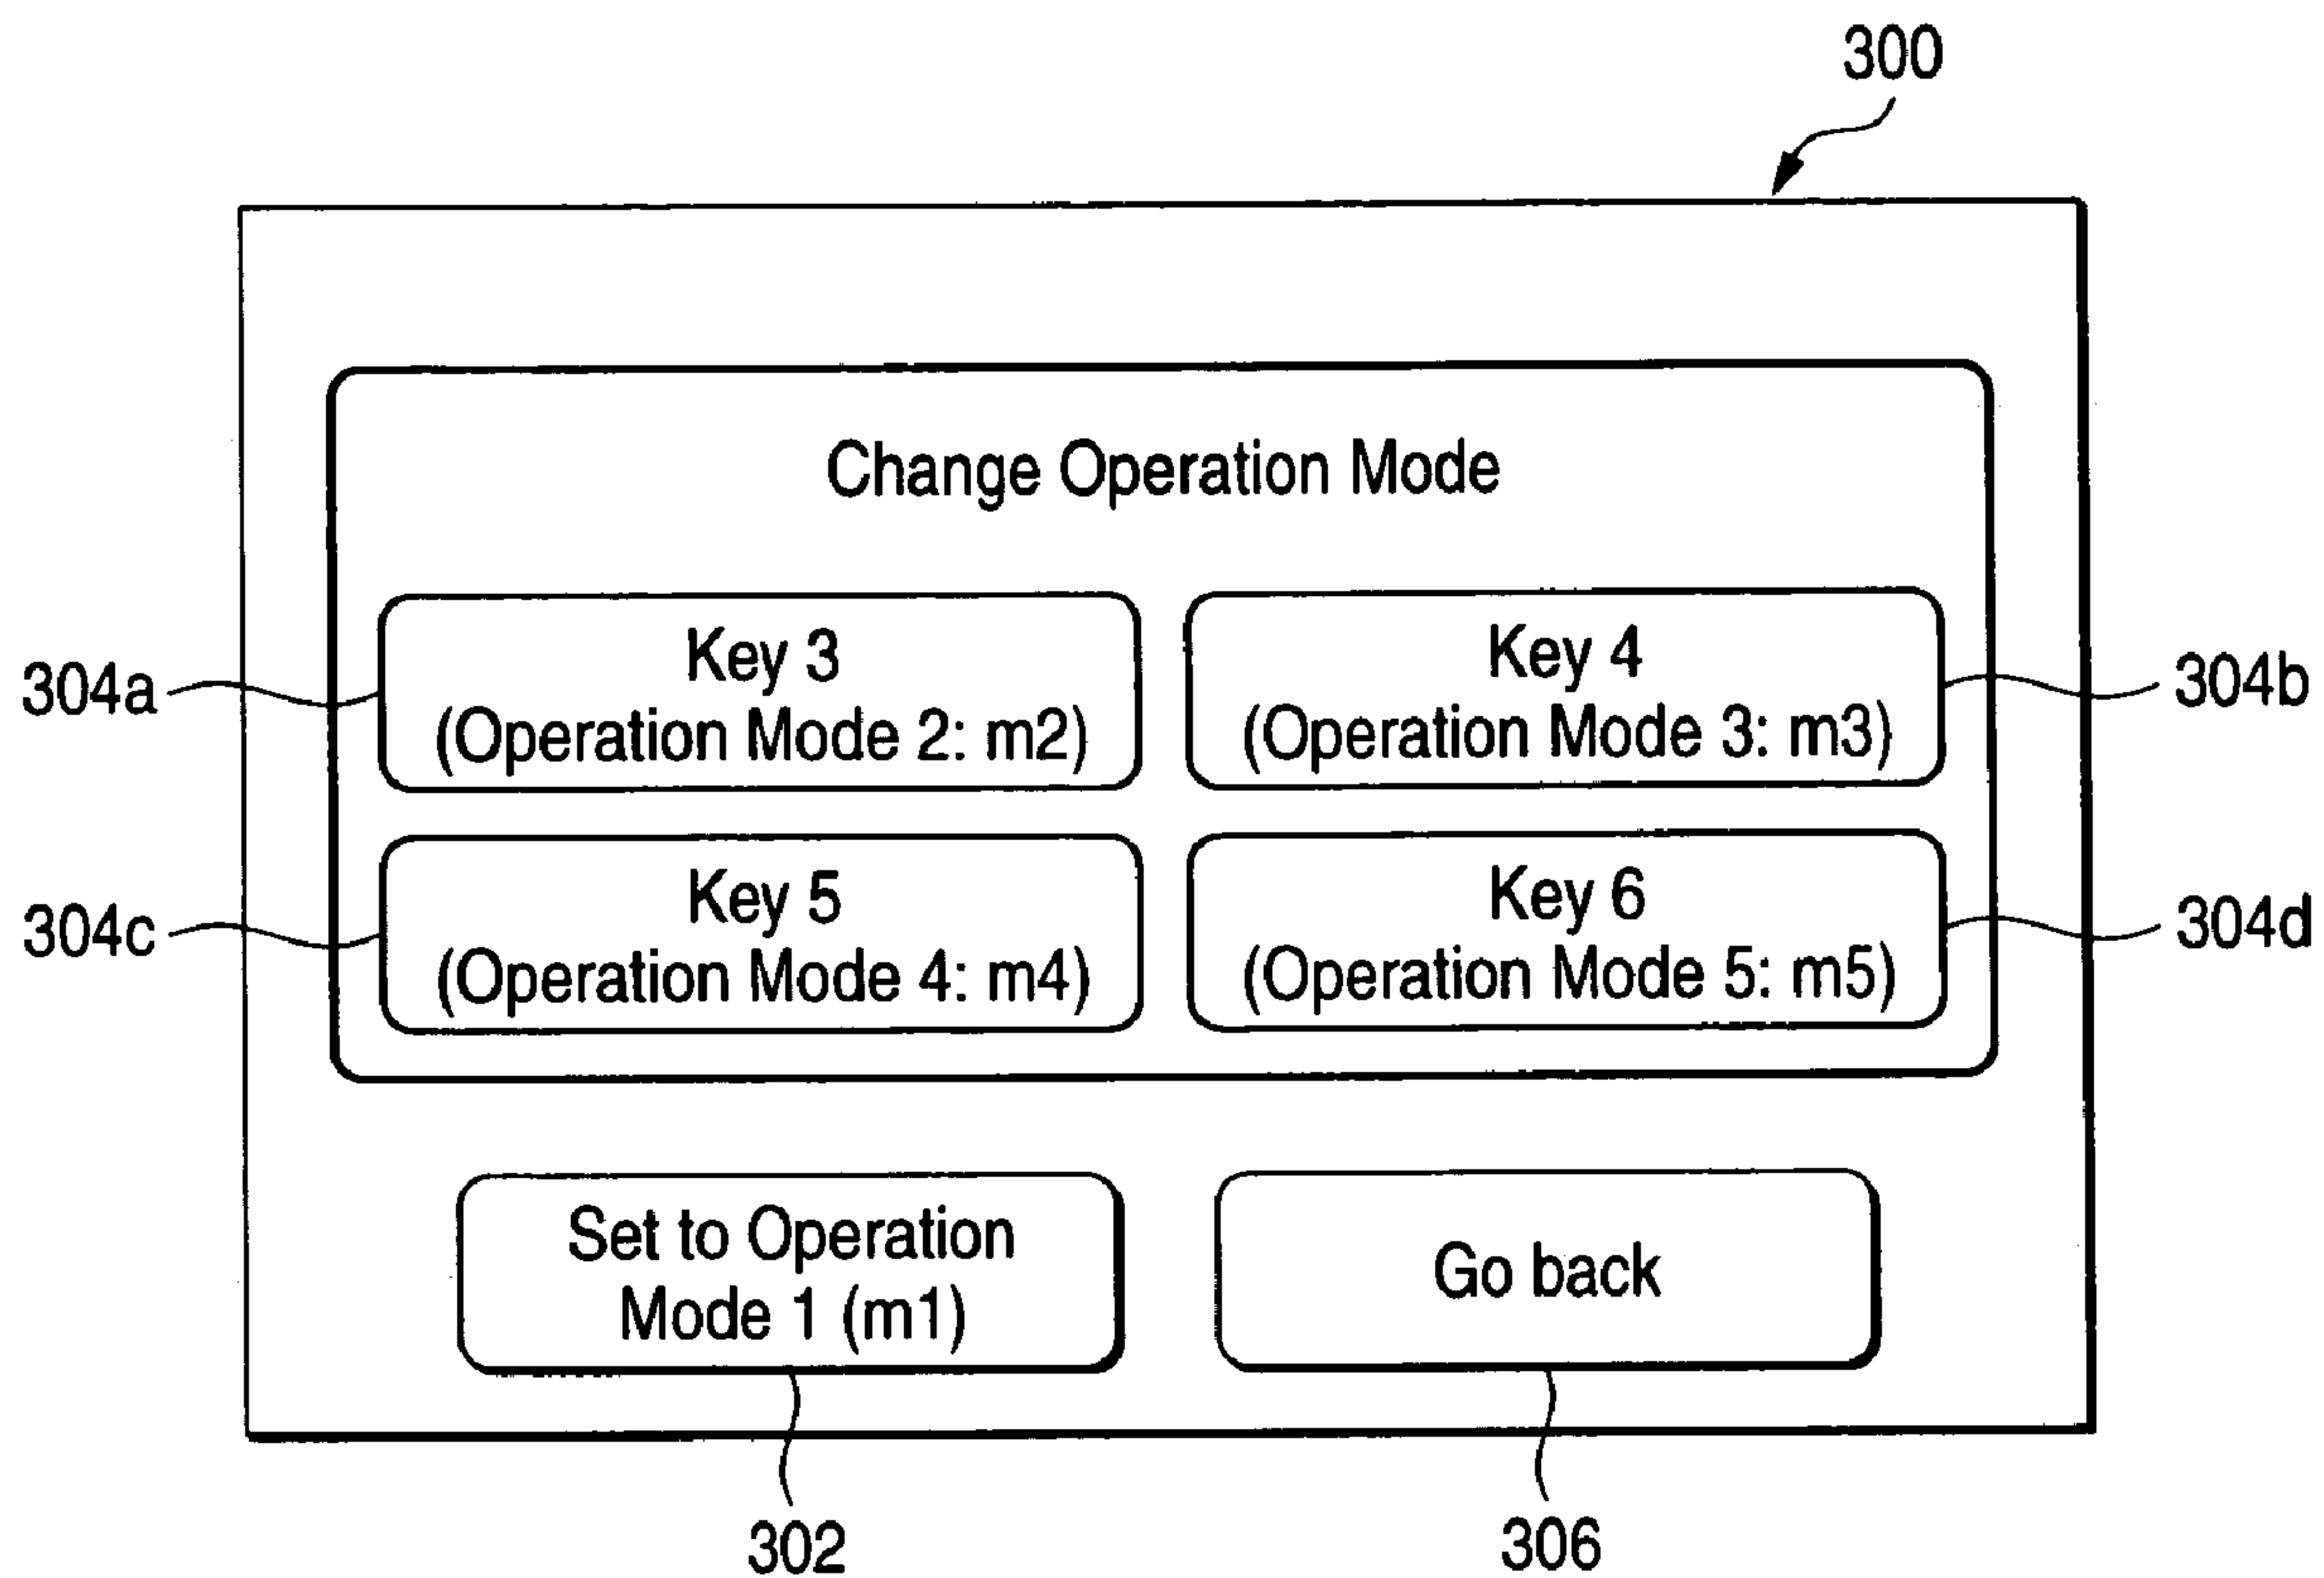 300
Change Operation Mode
Key 3
(Operation Mode 2: m2)
Key 4
(Operation Mode 3: m3)
304a
304b
Key 5
(Operation Mode 4: m4)
Key 6
(Operation Mode 5: m5)
304c
304d
Set to Operation
Mode 1 (m1)
Go back
302
306